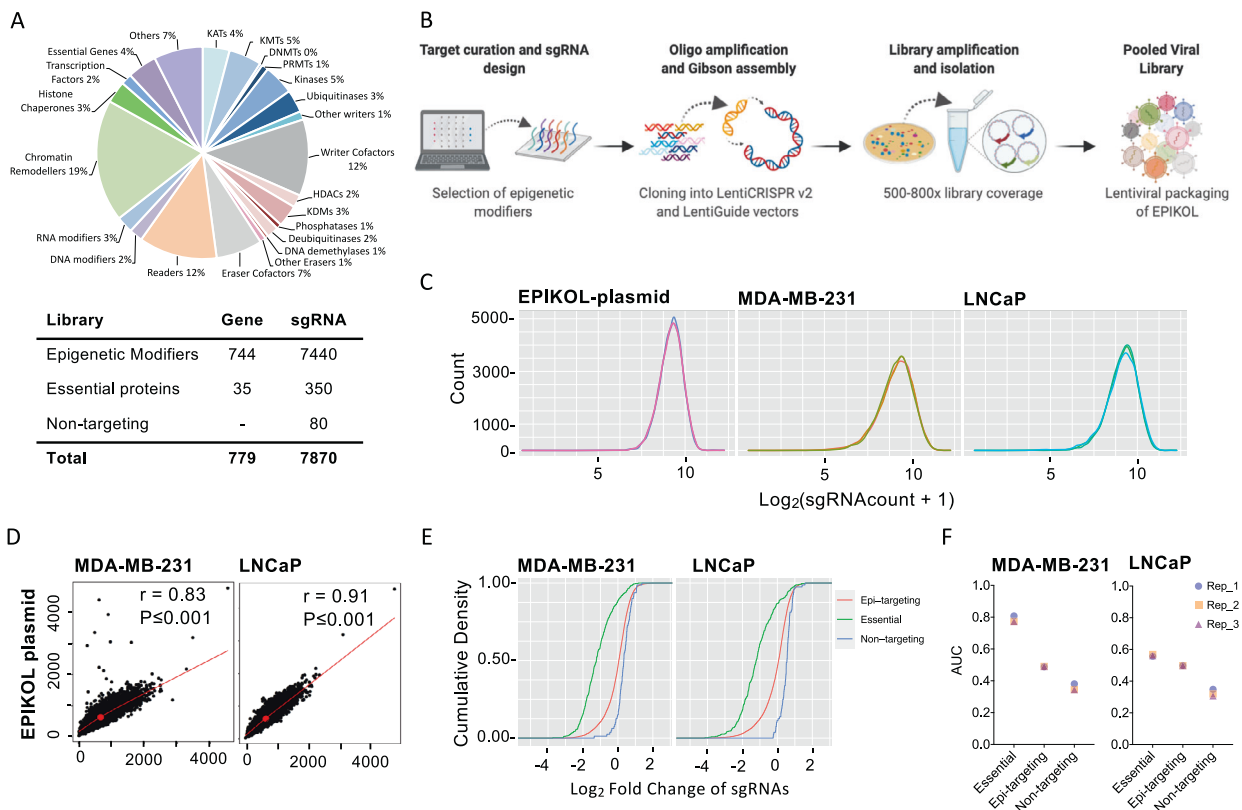 A
Others 7%
KATs 4%
KMTs 5%
DNMTs 0%
PRMTs 1%
Kinases 5%
Ubiquitinases 3%
Other writers 1%
Writer Cofactors
12%
HDACs 2%
KDMs 3%
Phosphatases 1%
Deubiquitinases 2%
DNA demethylases 1%
Other Erasers 1%
Eraser Cofactors 7%
Readers 12%
DNA modifiers 2%
RNA modifiers 3%
Chromatin
Remodellers 19%
Histone
Chaperones 3%
Transcription
Factors 2%
Essential Genes 4%
Library Gene sgRNA
Epigenetic Modifiers 744 7440
Essential proteins 35 350
Non-targeting - 80
Total 779 7870
B
Target curation and sgRNA
design
Selection of epigenetic
modifiers
Oligo amplification
and Gibson assembly
Cloning into LentiCRISPR v2
and LentiGuide vectors
Library amplification
and isolation
500-800x library coverage
Pooled Viral
Library
Lentiviral packaging
of EPIKOL
C
EPIKOL-plasmid MDA-MB-231 LNCaP
Count
5000-
3000-
1000-
0-
5 10 5 10 5 10
Log2(sgRNAcount + 1)
D
MDA-MB-231 LNCaP
r = 0.83
P≤0.001
r = 0.91
P≤0.001
EPIKOL plasmid
4000
2000
0
0 2000 4000 0 2000 4000
E
MDA-MB-231 LNCaP
Cumulative Density
1.00-
0.50-
0.00-
-4 -2 0 2 -4 -2 0 2
Log2 Fold Change of sgRNAs
Epi-targeting
Essential
Non-targeting
F
MDA-MB-231 LNCaP
AUC
1.0
0.8
0.6
0.4
0.2
0.0
Essential
Epi-targeting
Non-targeting
1.0
0.8
0.6
0.4
0.2
0.0
Essential
Epi-targeting
Non-targeting
Rep_1
Rep_2
Rep_3